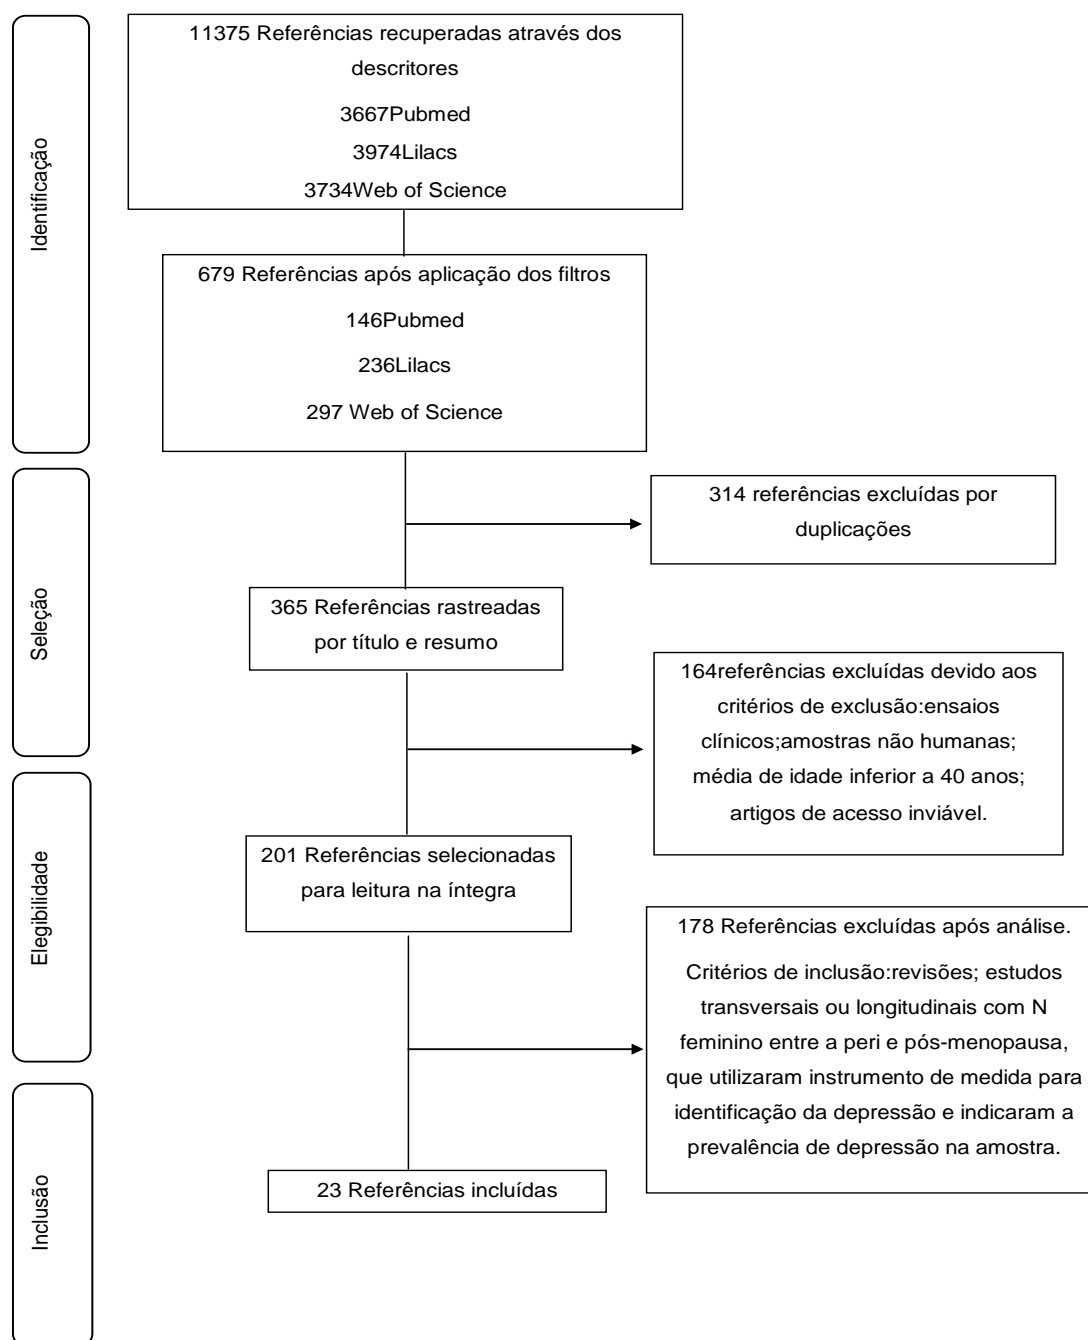 Identificação
11375 Referências recuperadas através dos
descritores
3667Pubmed
3974Lilacs
3734Web of Science
679 Referências após aplicação dos filtros
146Pubmed
236Lilacs
297 Web of Science
Seleção
314 referências excluídas por
duplicações
365 Referências rastreadas
por título e resumo
164referências excluídas devido aos
critérios de exclusão:ensaios
clínicos;amostras não humanas;
média de idade inferior a 40 anos;
artigos de acesso inviável.
Elegibilidade
201 Referências selecionadas
para leitura na íntegra
178 Referências excluídas após análise.
Critérios de inclusão:revisões; estudos
transversais ou longitudinais com N
feminino entre a peri e pós-menopausa,
que utilizaram instrumento de medida para
identificação da depressão e indicaram a
prevalência de depressão na amostra.
Inclusão
23 Referências incluídas